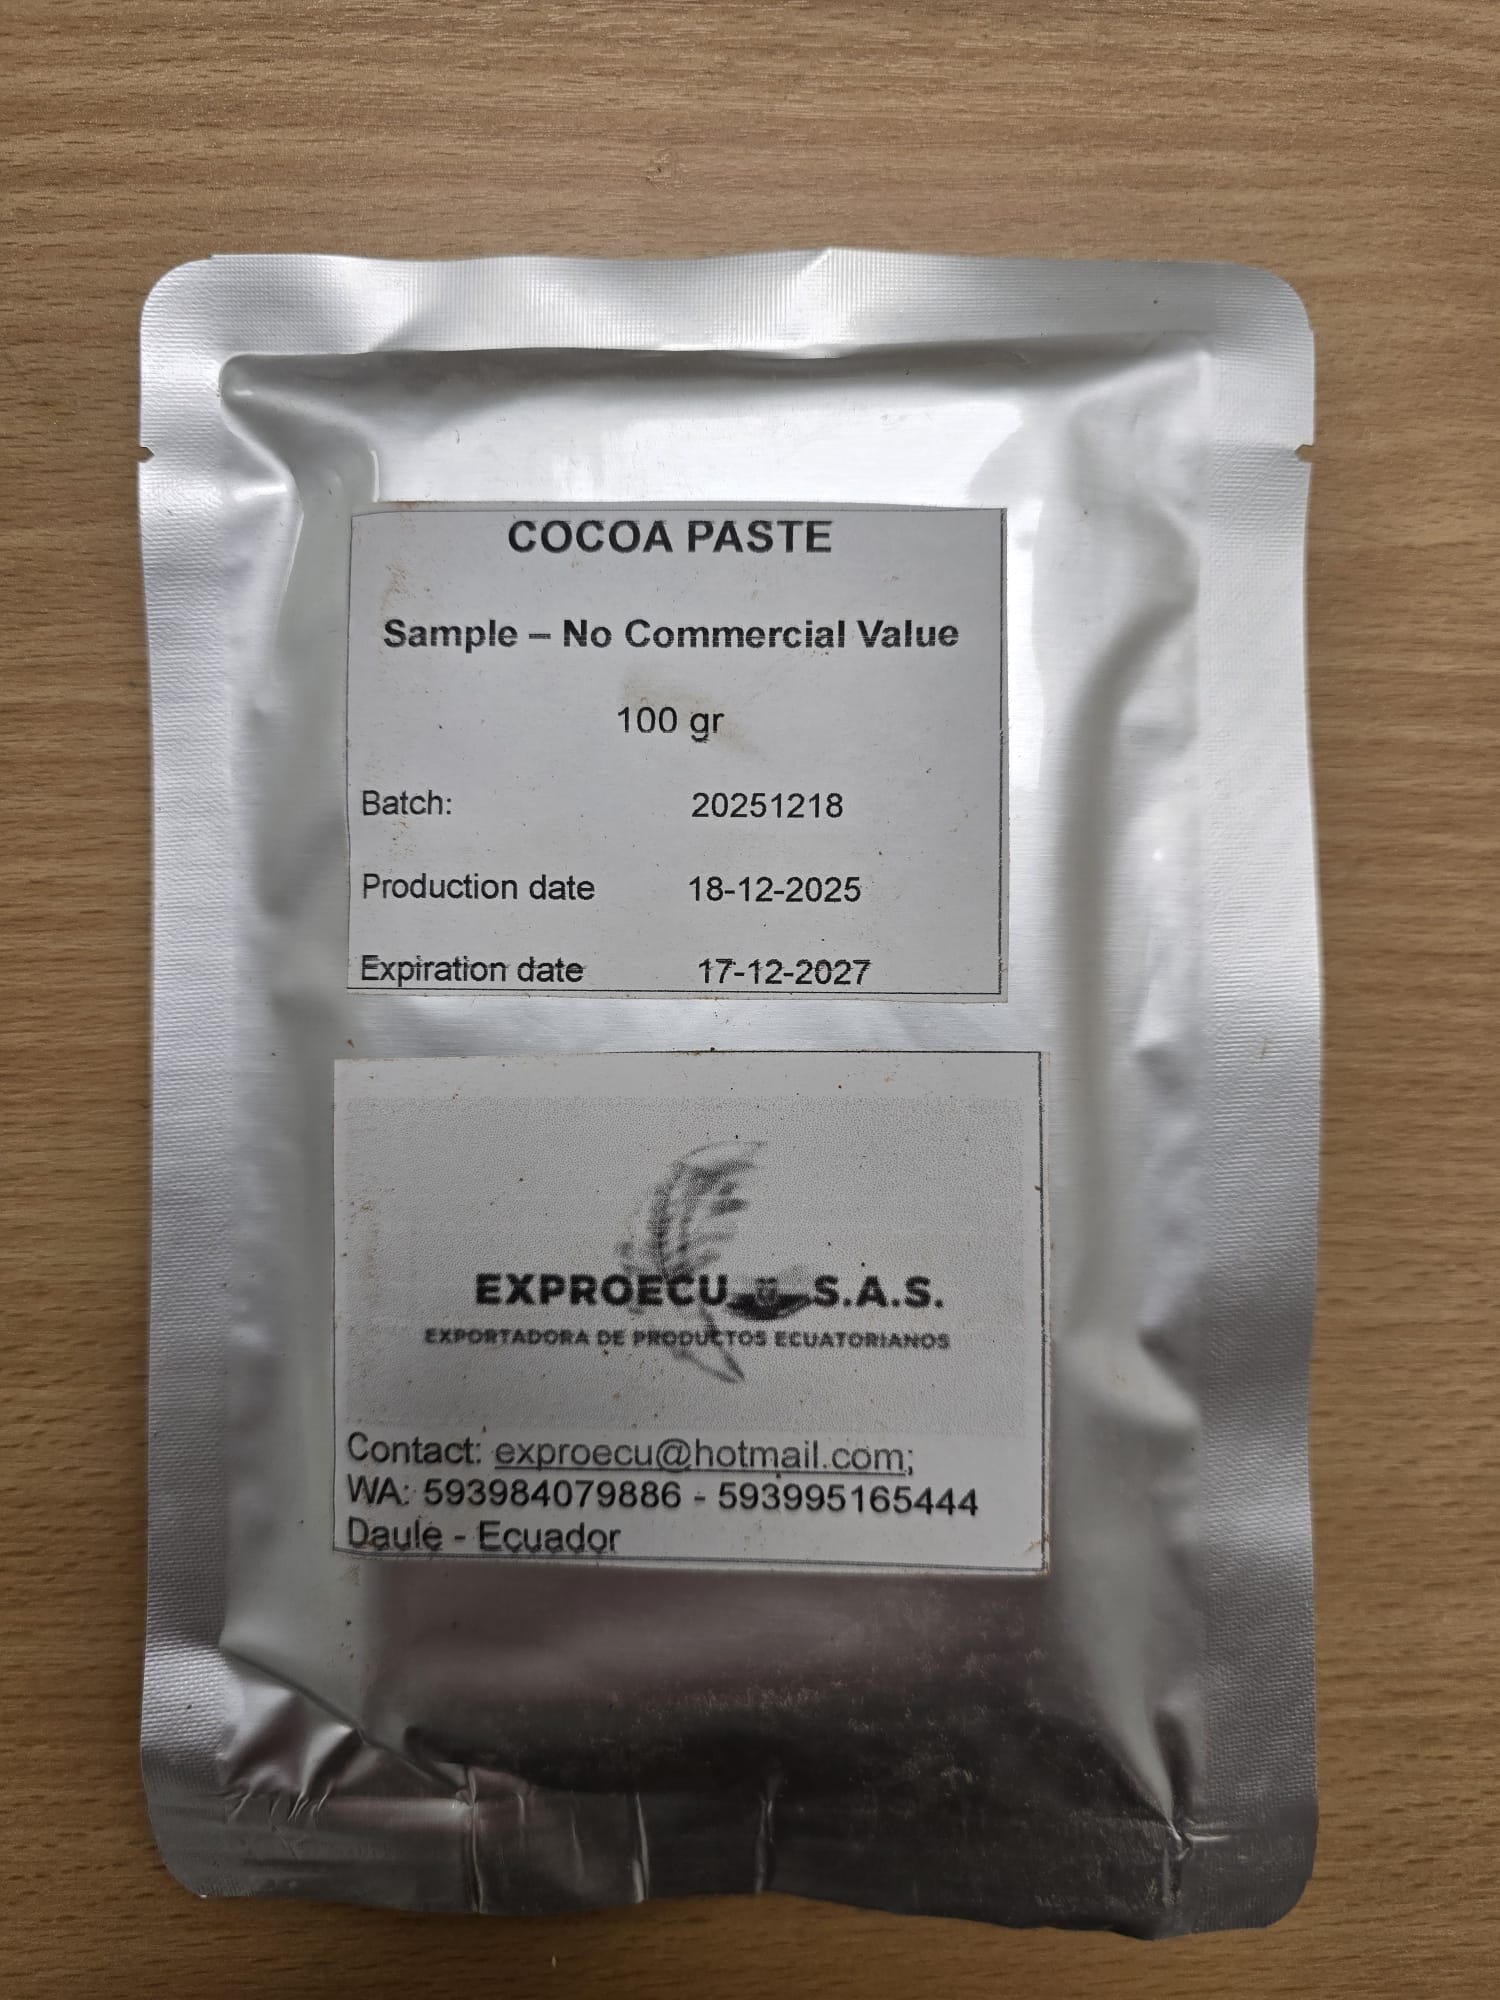 COCOA PASTE
Sample – No Commercial Value
100 gr
Batch: 20251218
Production date 18-12-2025
Expiration date 17-12-2027
EXPROECU S.A.S.
EXPORTADORA DE PRODUCTOS ECUATORIANOS
Contact: exproecu@hotmail.com;
WA: 593984079886 - 593995165444
Daule - Ecuador